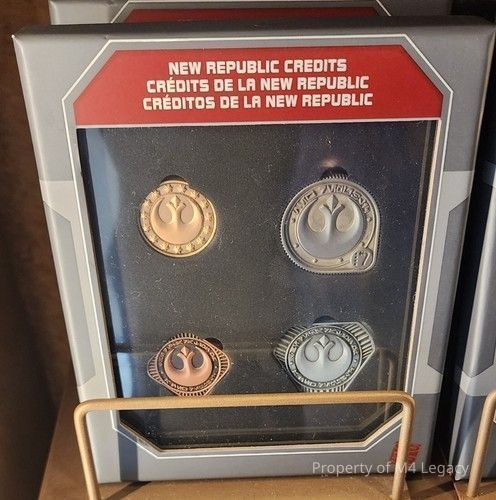 NEW REPUBLIC CREDITS
CRÉDITS DE LA NEW REPUBLIC
CRÉDITOS DE LA NEW REPUBLIC
Property of M4 Legacy